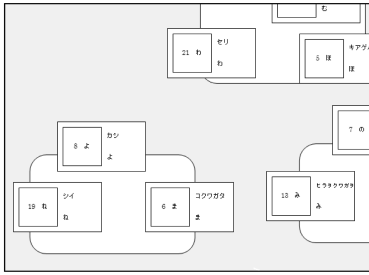 む
21 わ
セリ
わ
5 ほ
キアゲハ
ほ
7 の
8 よ
カシ
よ
19 ね
シイ
ね
6 ま
コクワガタ
ま
13 み
ヒラタクワガタ
み